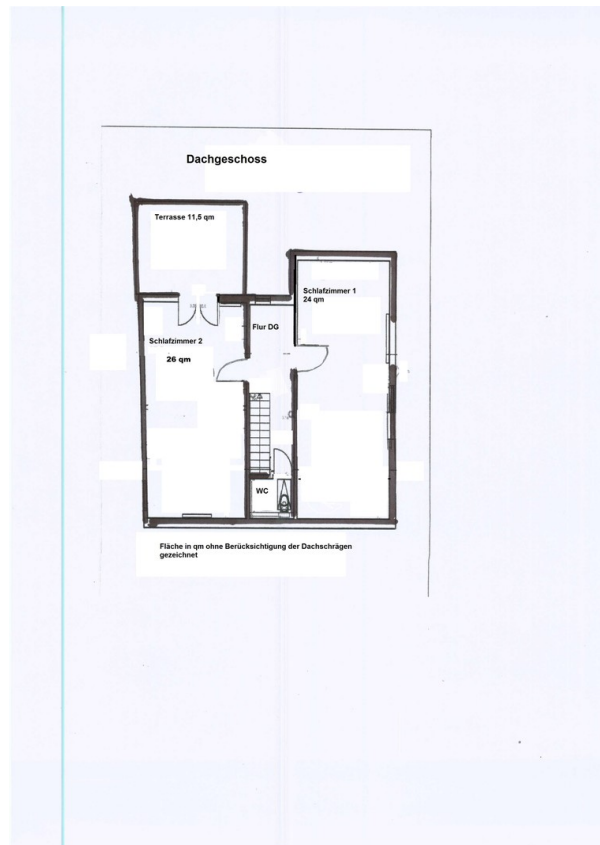 Dachgeschoss
Terrasse 11,5 qm
Schlafzimmer 1
24 qm
Flur DG
Schlafzimmer 2
26 qm
WC
Fläche in qm ohne Berücksichtigung der Dachschrägen
gezeichnet